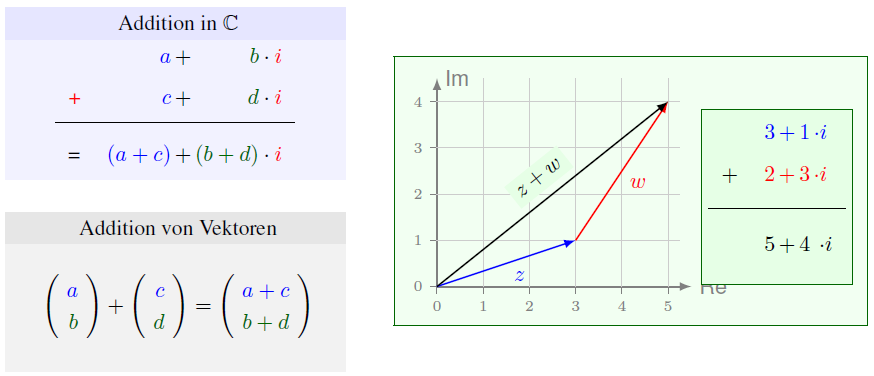 Addition in ℂ
a + b · i
+ c + d · i
= (a + c) + (b + d) · i
Addition von Vektoren
( a b ) + ( c d ) = ( a + c b + d )
Im
4
3
2
1
0
0 1 2 3 4 5
Re
z + w
w
z
3 + 1 · i
+ 2 + 3 · i
5 + 4 · i